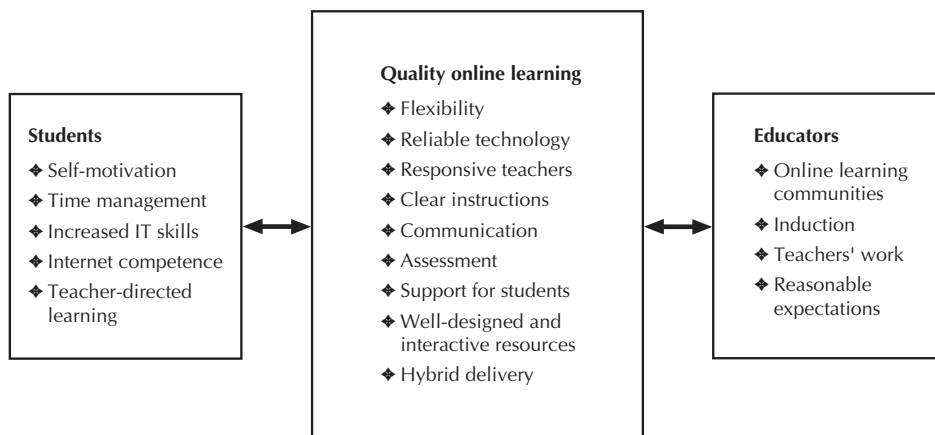 Students
❖ Self-motivation
❖ Time management
❖ Increased IT skills
❖ Internet competence
❖ Teacher-directed
learning
Quality online learning
❖ Flexibility
❖ Reliable technology
❖ Responsive teachers
❖ Clear instructions
❖ Communication
❖ Assessment
❖ Support for students
❖ Well-designed and
interactive resources
❖ Hybrid delivery
Educators
❖ Online learning
communities
❖ Induction
❖ Teachers' work
❖ Reasonable
expectations